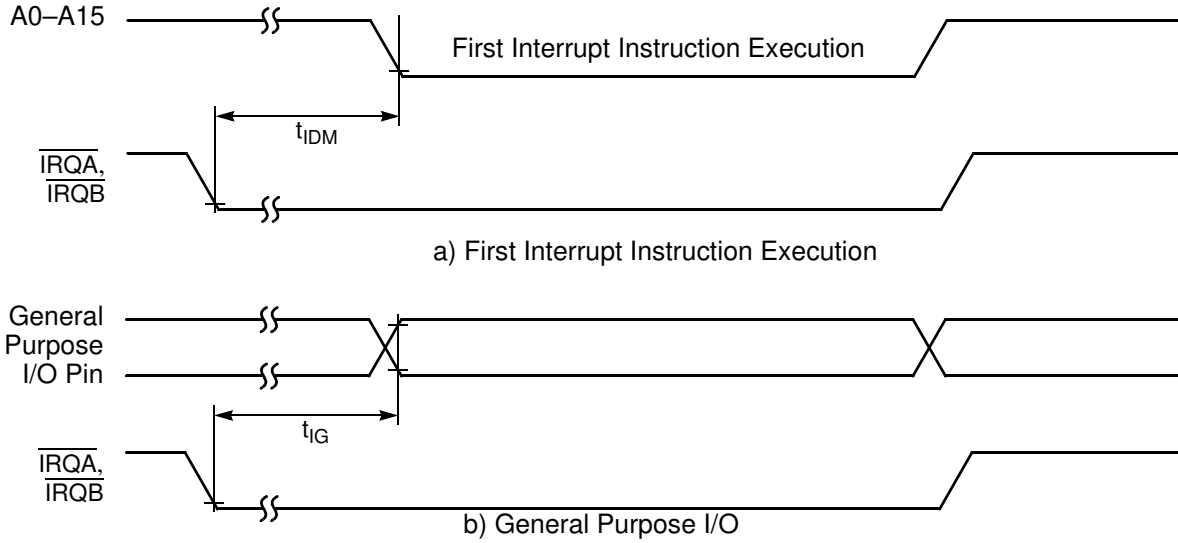 A0–A15
First Interrupt Instruction Execution
tIDM
IRQA,
IRQB
a) First Interrupt Instruction Execution
General
Purpose
I/O Pin
tIG
IRQA,
IRQB
b) General Purpose I/O